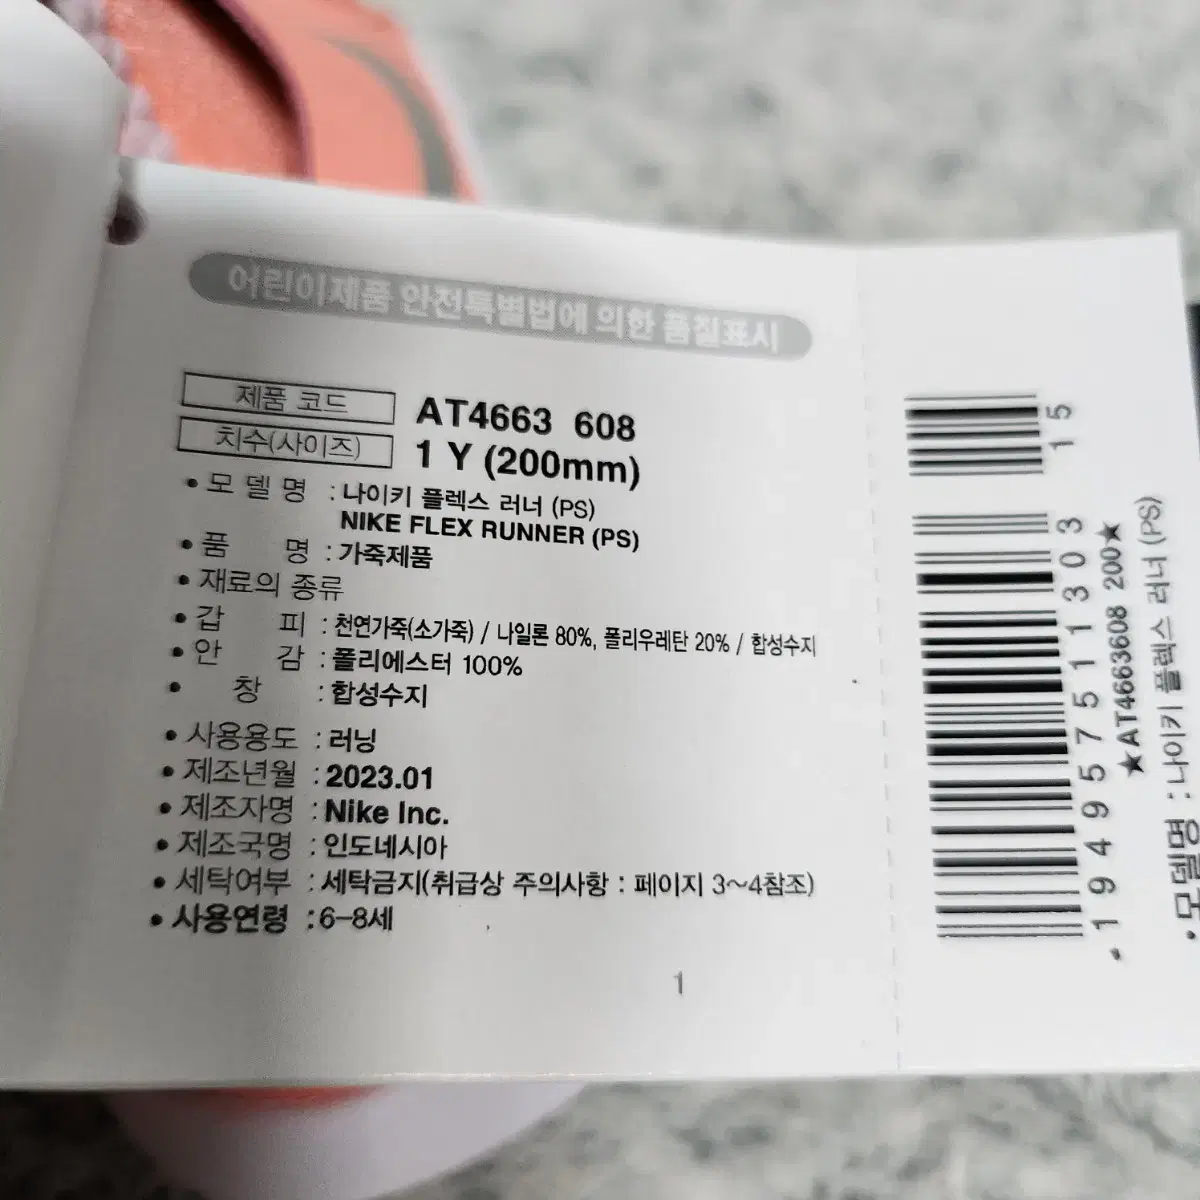 어린이제품 안전특별법에 의한 품질표시
제품 코드 AT4663 608
치수(사이즈) 1 Y (200mm)
• 모 델 명 : 나이키 플렉스 러너 (PS)
NIKE FLEX RUNNER (PS)
• 품 명 : 가죽제품
• 재료의 종류
• 갑 피 : 천연가죽(소가죽) / 나일론 80%, 폴리우레탄 20% / 합성수지
• 안 감 : 폴리에스터 100%
• 창 : 합성수지
• 사용용도 : 러닝
• 제조년월 : 2023.01
• 제조자명 : Nike Inc.
• 제조국명 : 인도네시아
• 세탁여부 : 세탁금지(취급상 주의사항 : 페이지 3~4참조)
• 사용연령 : 6-8세
1
194957511303 15
★AT4663608 200★
• 모델명 : 나이키 플렉스 러너 (PS)